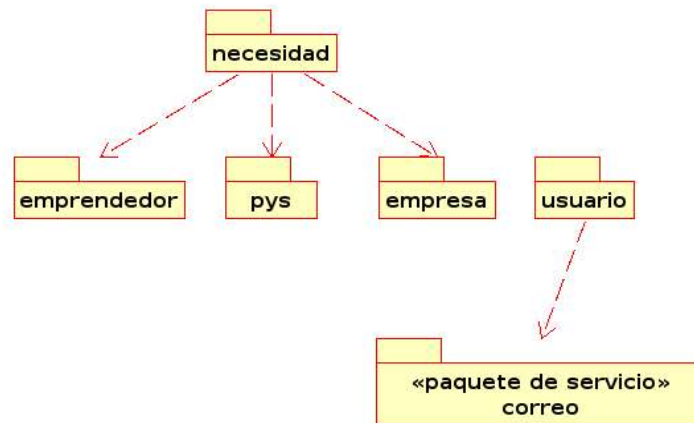 necesidad
emprendedor
pys
empresa
usuario
«paquete de servicio»
correo